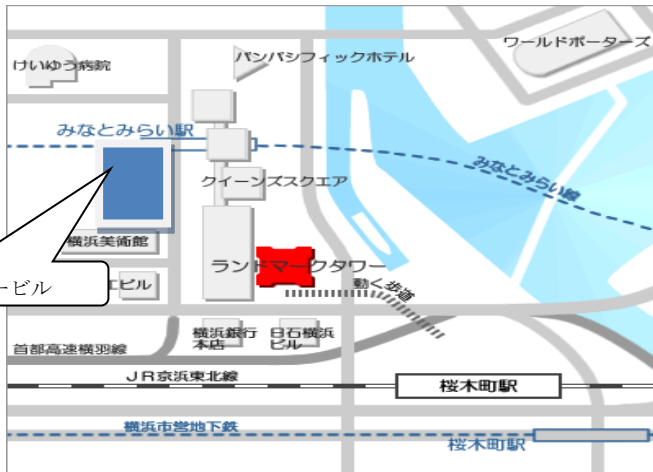 ワールドポーターズ
けいゆう病院
パンパシフィックホテル
みなとみらい駅
みなとみらい線
クイーンズスクエア
横浜美術館
ランドマークタワー
ービル
ビル
動く歩道
横浜銀行
本店
日石横浜
ビル
首都高速横羽線
JR京浜東北線
桜木町駅
横浜市営地下鉄
桜木町駅